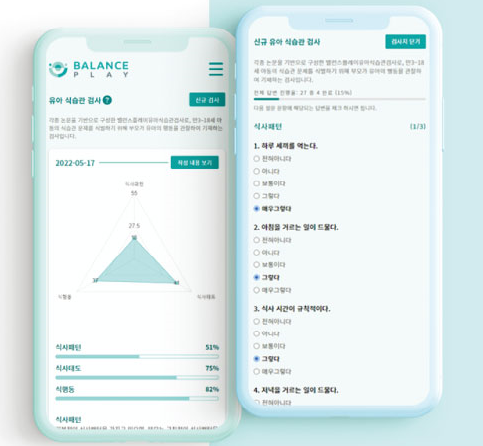 BALANCE
PLAY
유아 식습관 검사 ?
신규 검사
각종 논문을 기반으로 구성한 밸런스플레이유아식습관검사로, 만3~18세 아
동의 식습관 문제를 식별하기 위해 부모가 유아의 행동을 관찰하여 기재하는
검사입니다.
2022-05-17
작성 내용 보기
식사패턴
55
27.5
식행동
식사태도
식사패턴
51%
식사태도
75%
식행동
82%
식사패턴
신규 유아 식습관 검사
검사지 닫기
각종 논문을 기반으로 구성한 밸런스플레이유아식습관검사로, 만3~18
세 아동의 식습관 문제를 식별하기 위해 부모가 유아의 행동을 관찰하
여 기재하는 검사입니다.
전체 답변 진행률: 27 중 4 완료 (15%)
다음 질문 문항에 해당되는 답변을 체크 하시면 됩니다.
식사패턴
(1/3)
1. 하루 세끼를 먹는다.
전혀아니다
아니다
보통이다
그렇다
매우그렇다
2. 아침을 거르는 일이 드물다.
전혀아니다
아니다
보통이다
그렇다
매우그렇다
3. 식사 시간이 규칙적이다.
전혀아니다
아니다
보통이다
그렇다
매우그렇다
4. 저녁을 거르는 일이 드물다.
전혀아니다